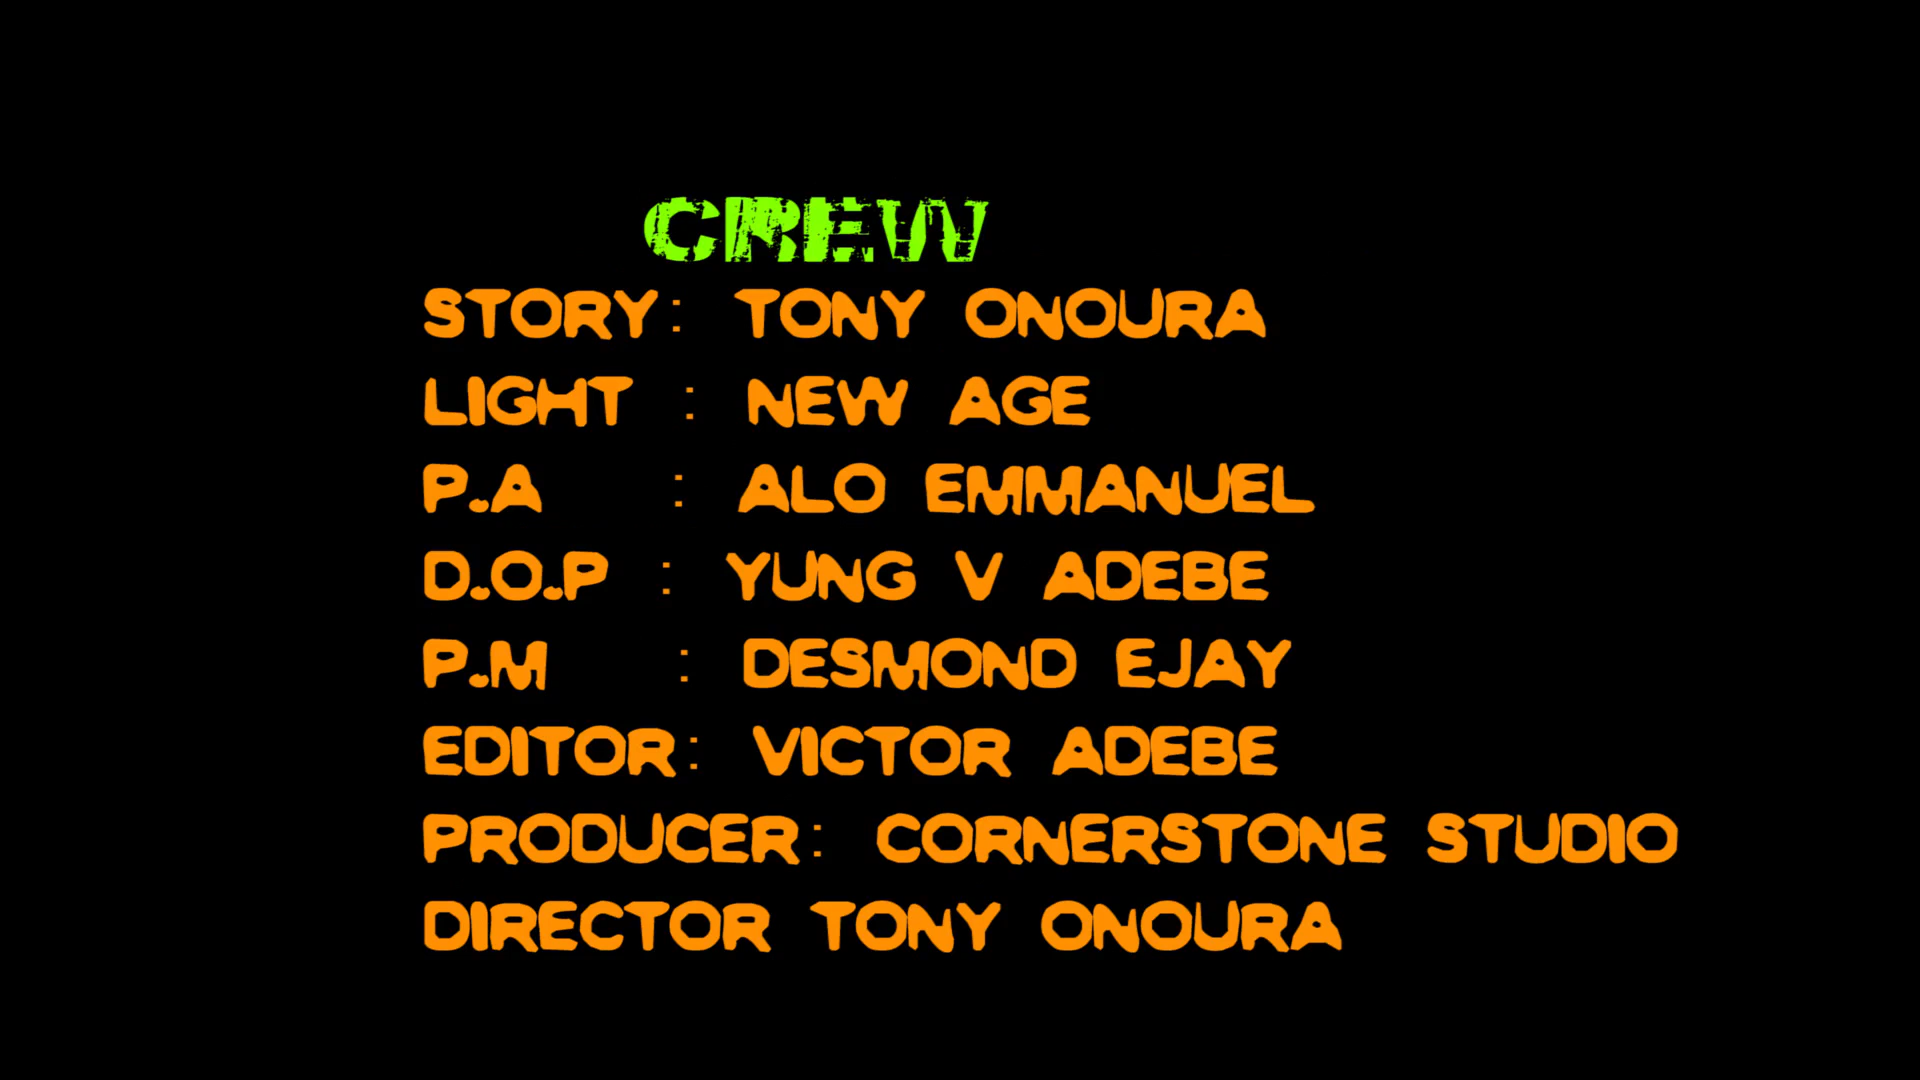 CREW
STORY: TONY ONOURA
LIGHT : NEW AGE
P.A : ALO EMMANUEL
D.O.P : YUNG V ADEBE
P.M : DESMOND EJAY
EDITOR: VICTOR ADEBE
PRODUCER: CORNERSTONE STUDIO
DIRECTOR TONY ONOURA